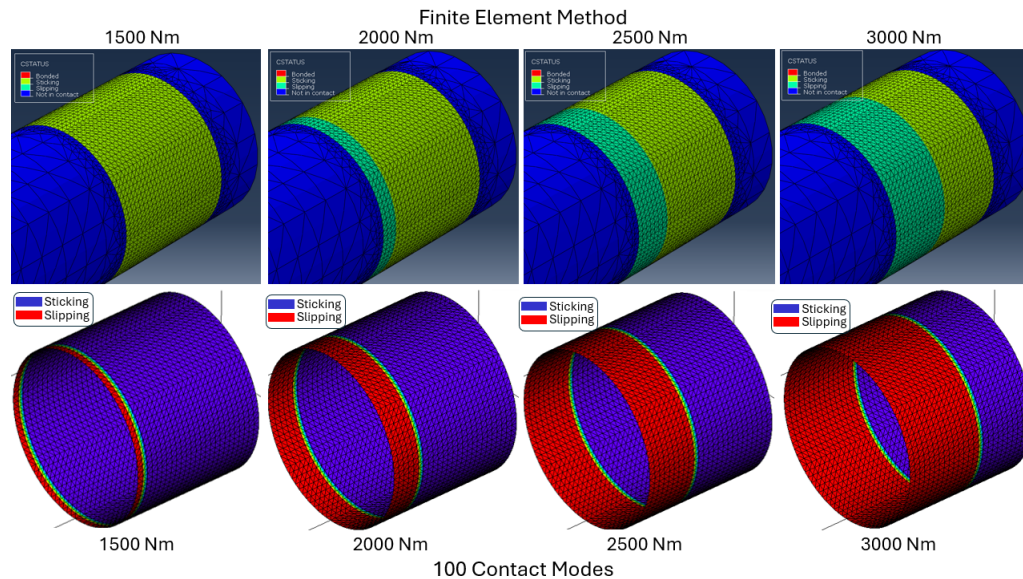 Finite Element Method
1500 Nm
2000 Nm
2500 Nm
3000 Nm
CSTATUS
Bonded
Sticking
Slipping
Not in contact
CSTATUS
Bonded
Sticking
Slipping
Not in contact
CSTATUS
Bonded
Sticking
Slipping
Not in contact
CSTATUS
Bonded
Sticking
Slipping
Not in contact
Sticking
Slipping
Sticking
Slipping
Sticking
Slipping
Sticking
Slipping
1500 Nm
2000 Nm
2500 Nm
3000 Nm
100 Contact Modes